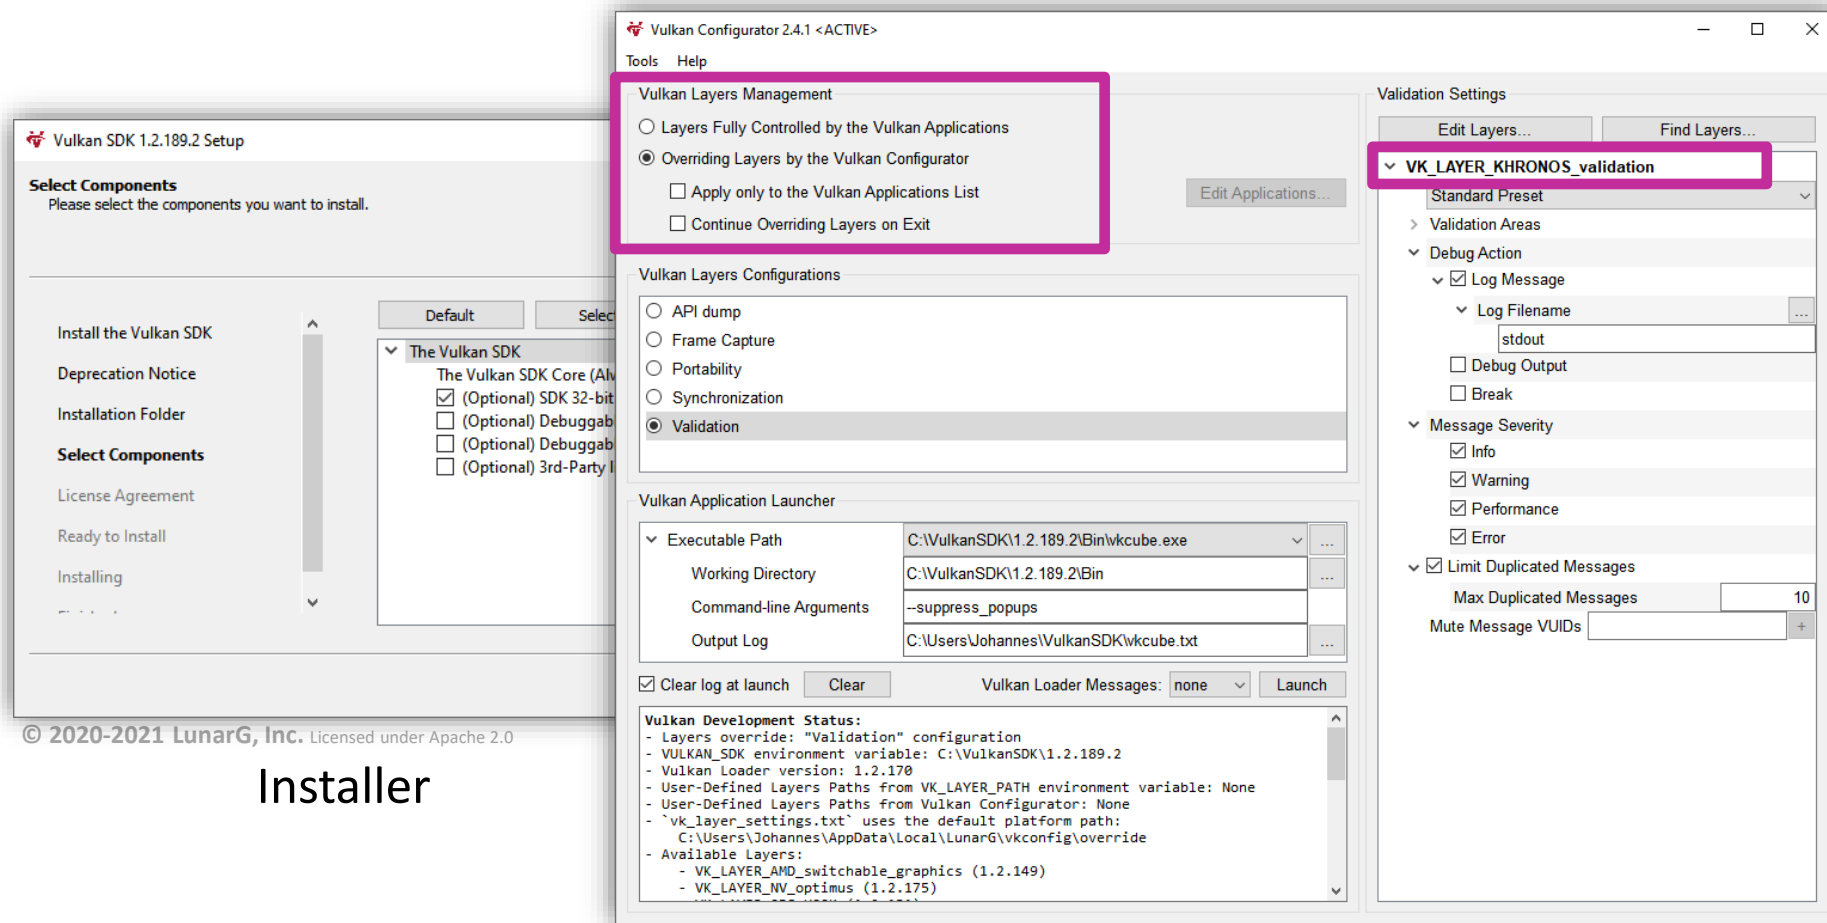 Vulkan SDK 1.2.189.2 Setup
Select Components
Please select the components you want to install.
Install the Vulkan SDK
Deprecation Notice
Installation Folder
Select Components
License Agreement
Ready to Install
Installing
Default
The Vulkan SDK
The Vulkan SDK Core
(Optional) SDK 32-bit
(Optional)
(Optional)
(Optional) 3rd-Party
© 2020-2021 LunarG, Inc. Licensed under Apache 2.0
Installer
Vulkan Configurator 2.4.1 <ACTIVE>
Tools Help
Vulkan Layers Management
Layers Fully Controlled by the Vulkan Applications
Overriding Layers by the Vulkan Configurator
Apply only to the Vulkan Applications List
Edit Applications...
Continue Overriding Layers on Exit
Vulkan Layers Configurations
API dump
Frame Capture
Portability
Synchronization
Validation
Vulkan Application Launcher
Executable Path C:\VulkanSDK\1.2.189.2\Bin\vkcube.exe ...
Working Directory C:\VulkanSDK\1.2.189.2\Bin ...
Command-line Arguments --suppress_popups
Output Log C:\Users\Johannes\VulkanSDK\vkcube.txt ...
Clear log at launch Clear Vulkan Loader Messages: none Launch
Vulkan Development Status:
- Layers override: "Validation" configuration
- VULKAN_SDK environment variable: C:\VulkanSDK\1.2.189.2
- Vulkan Loader version: 1.2.170
- User-Defined Layers Paths from VK_LAYER_PATH environment variable: None
- User-Defined Layers Paths from Vulkan Configurator: None
- `vk_layer_settings.txt` uses the default platform path:
C:\Users\Johannes\AppData\Local\LunarG\vkconfig\override
- Available Layers:
- VK_LAYER_AMD_switchable_graphics (1.2.149)
- VK_LAYER_NV_optimus (1.2.175)
Validation Settings
Edit Layers... Find Layers...
VK_LAYER_KHRONOS_validation
Standard Preset
Validation Areas
Debug Action
Log Message
Log Filename ...
stdout
Debug Output
Break
Message Severity
Info
Warning
Performance
Error
Limit Duplicated Messages
Max Duplicated Messages 10
Mute Message VUIDs +